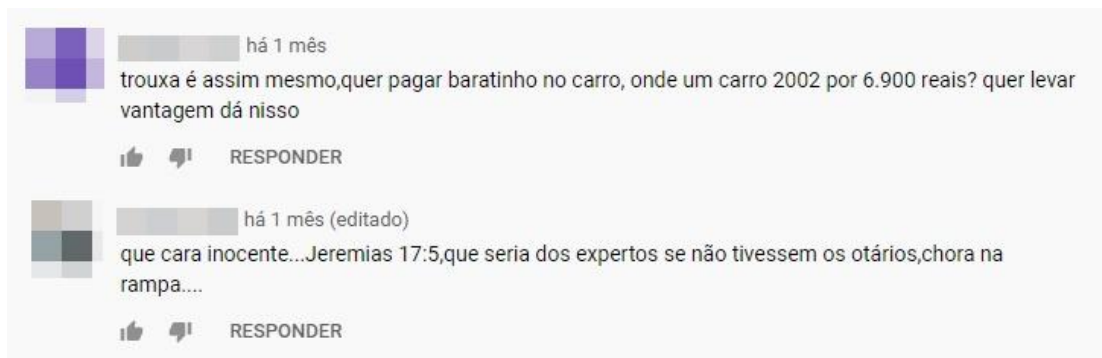 há 1 mês
trouxa é assim mesmo,quer pagar baratinho no carro, onde um carro 2002 por 6.900 reais? quer levar
vantagem dá nisso
RESPONDER
há 1 mês (editado)
que cara inocente...Jeremias 17:5,que seria dos expertos se não tivessem os otários,chora na
rampa....
RESPONDER